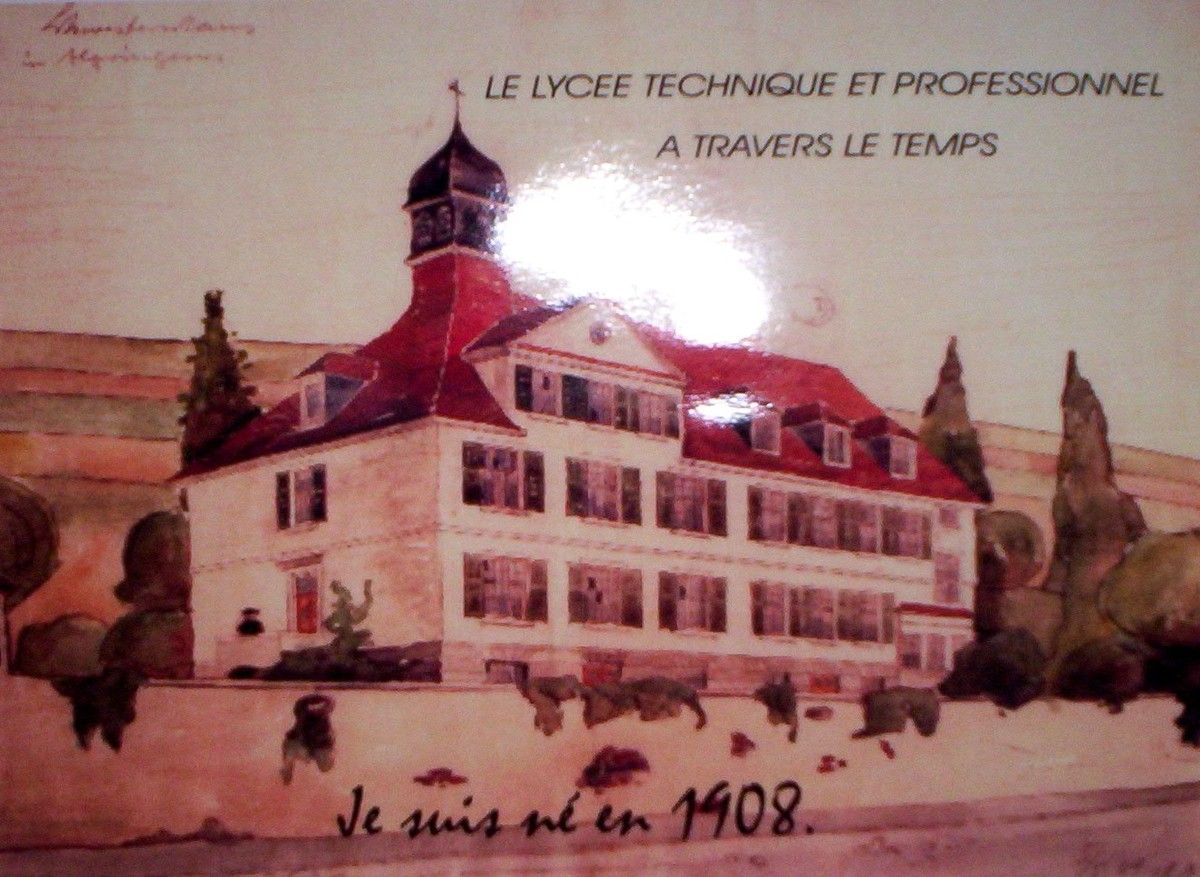 LE LYCEE TECHNIQUE ET PROFESSIONNEL
A TRAVERS LE TEMPS
Je suis né en 1908.